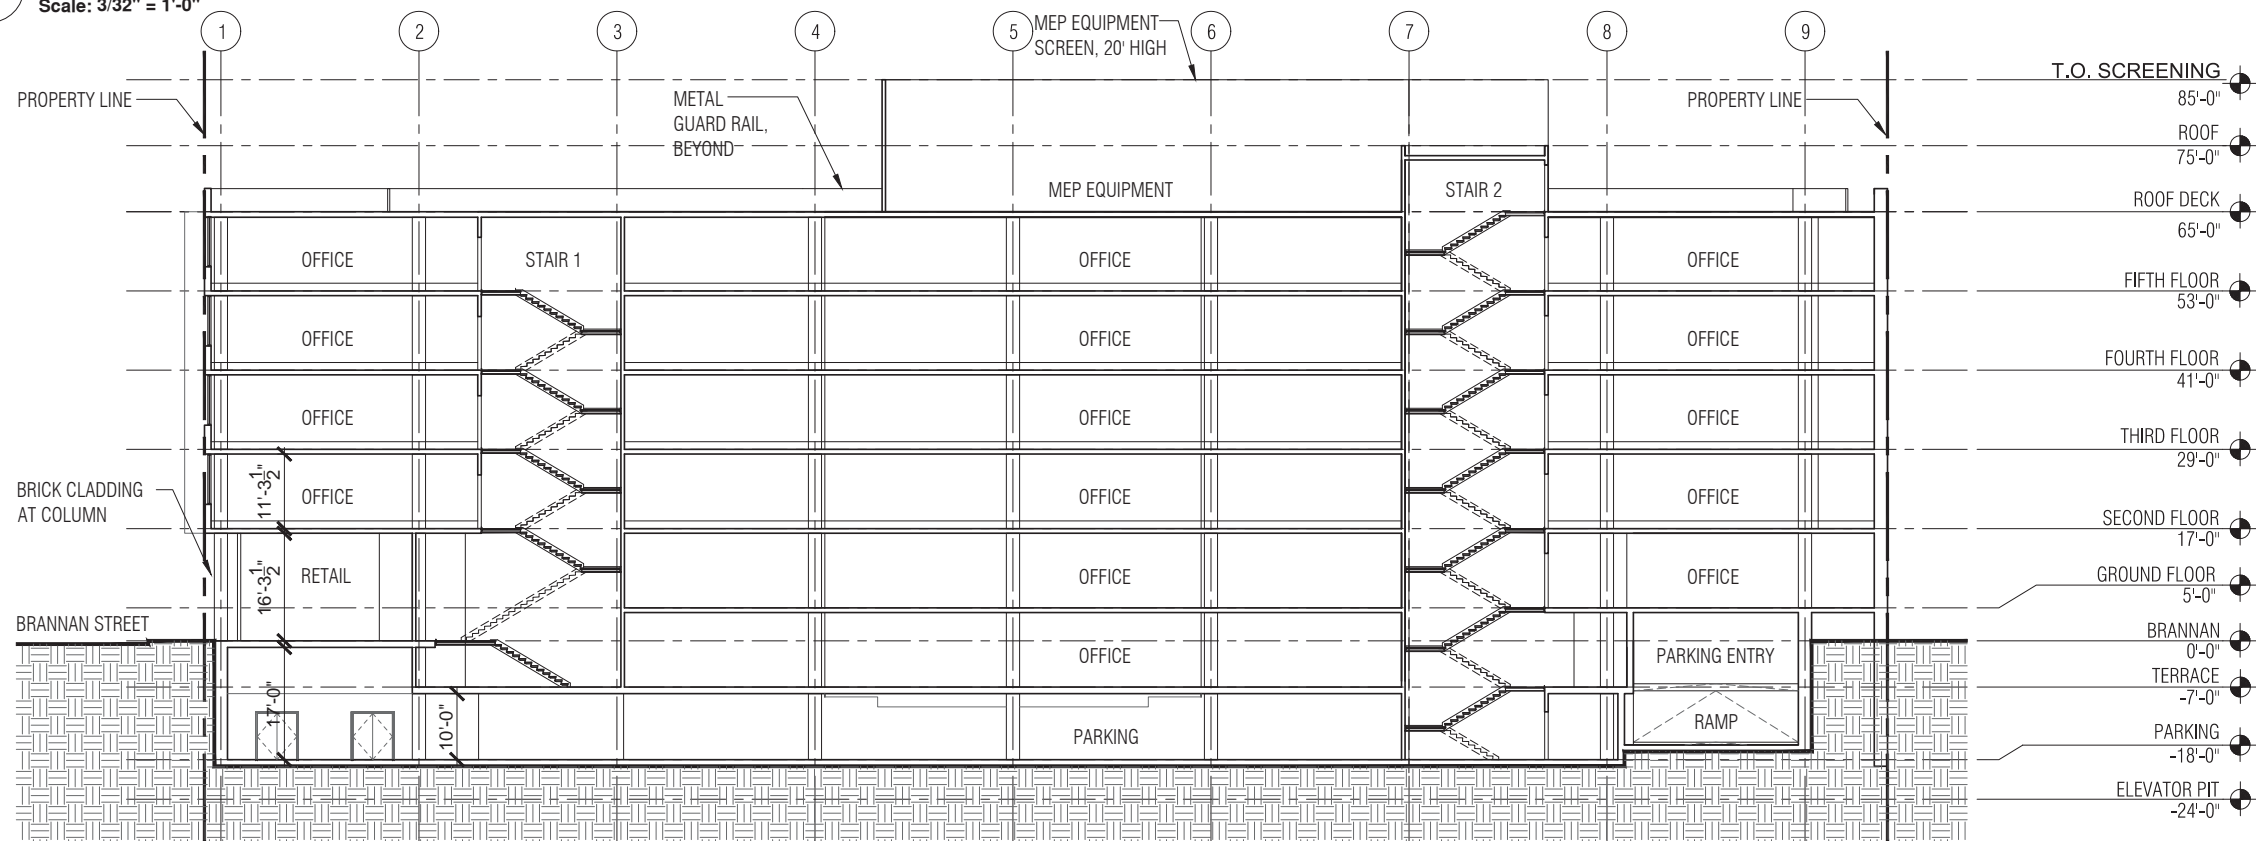 Scale: 3/32" = 1'-0"
1
2
3
4
5
6
7
8
9
MEP EQUIPMENT
SCREEN, 20' HIGH
PROPERTY LINE
METAL
GUARD RAIL,
BEYOND
PROPERTY LINE
T.O. SCREENING
85'-0"
ROOF
75'-0"
MEP EQUIPMENT
STAIR 2
ROOF DECK
65'-0"
OFFICE
STAIR 1
OFFICE
OFFICE
FIFTH FLOOR
53'-0"
OFFICE
OFFICE
OFFICE
FOURTH FLOOR
41'-0"
OFFICE
OFFICE
OFFICE
THIRD FLOOR
29'-0"
BRICK CLADDING
AT COLUMN
11'-3 1/2"
OFFICE
OFFICE
OFFICE
SECOND FLOOR
17'-0"
16'-3 1/2"
RETAIL
OFFICE
OFFICE
GROUND FLOOR
5'-0"
BRANNAN STREET
BRANNAN
0'-0"
OFFICE
PARKING ENTRY
TERRACE
-7'-0"
17'-0"
10'-0"
PARKING
RAMP
PARKING
-18'-0"
ELEVATOR PIT
-24'-0"